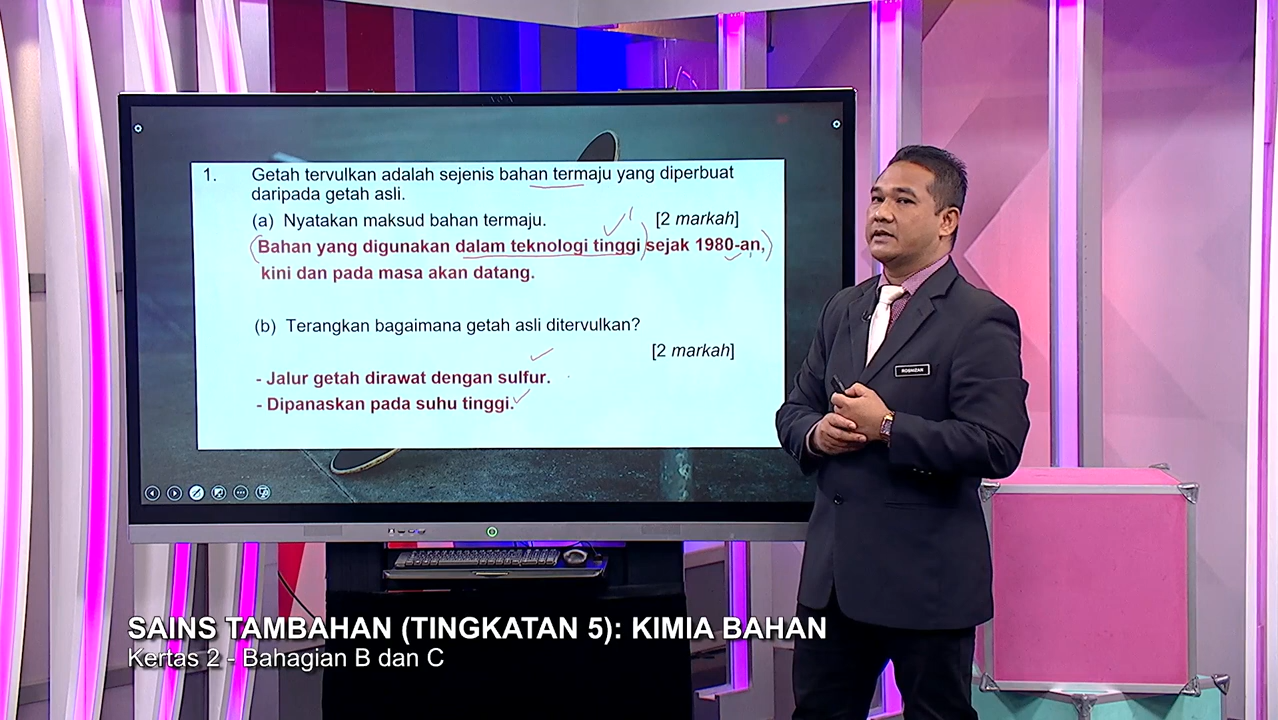 1. Getah tervulkan adalah sejenis bahan termaju yang diperbuat
daripada getah asli.
(a) Nyatakan maksud bahan termaju. [2 markah]
Bahan yang digunakan dalam teknologi tinggi sejak 1980-an,
kini dan pada masa akan datang.
(b) Terangkan bagaimana getah asli ditervulkan?
[2 markah]
- Jalur getah dirawat dengan sulfur.
- Dipanaskan pada suhu tinggi.
ROSMIZAN
SAINS TAMBAHAN (TINGKATAN 5): KIMIA BAHAN
Kertas 2 - Bahagian B dan C